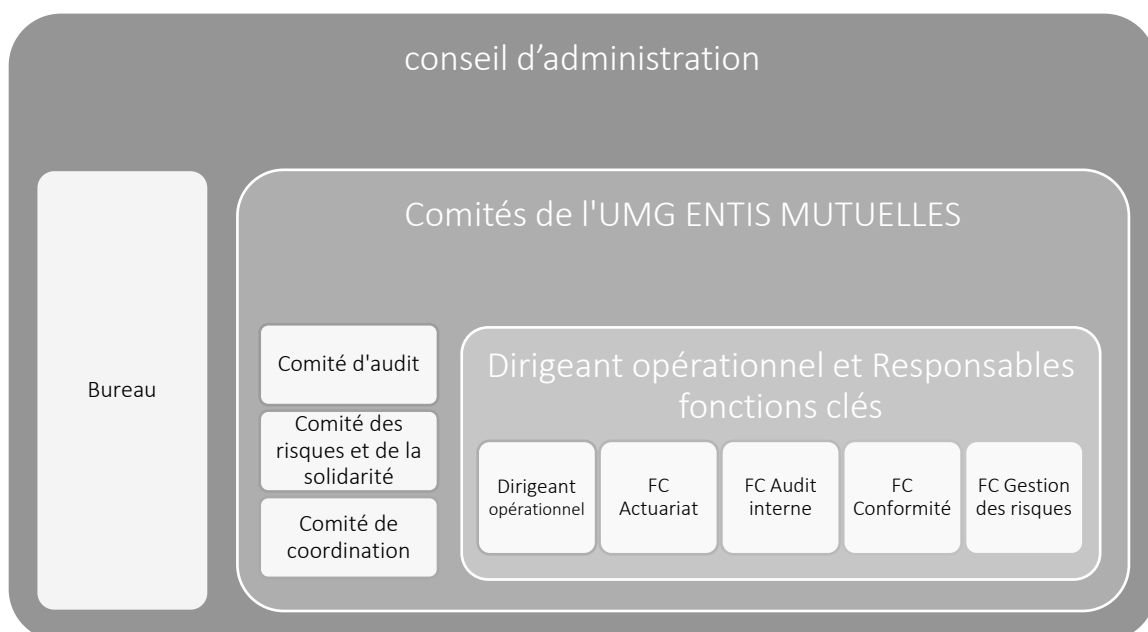 conseil d’administration
Bureau
Comités de l'UMG ENTIS MUTUELLES
Comité d'audit
Comité des
risques et de la
solidarité
Comité de
coordination
Dirigeant opérationnel et Responsables
fonctions clés
Dirigeant
opérationnel
FC
Actuariat
FC Audit
interne
FC
Conformité
FC Gestion
des risques